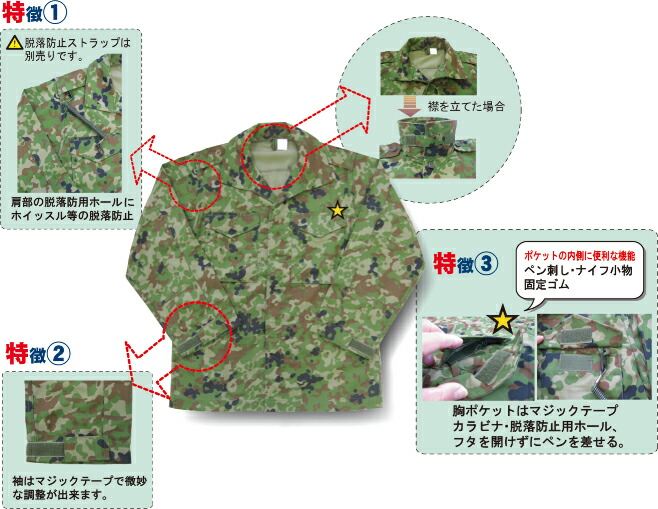 特徴①
⚠脱落防止ストラップは
別売りです。
肩部の脱落防用ホールに
ホイッスル等の脱落防止
襟を立てた場合
特徴②
袖はマジックテープで微妙
な調整が出来ます。
特徴③
ポケットの内側に便利な機能
ペン刺し・ナイフ小物
固定ゴム
胸ポケットはマジックテープ
カラビナ・脱落防止用ホール、
フタを開けずにペンを差せる。